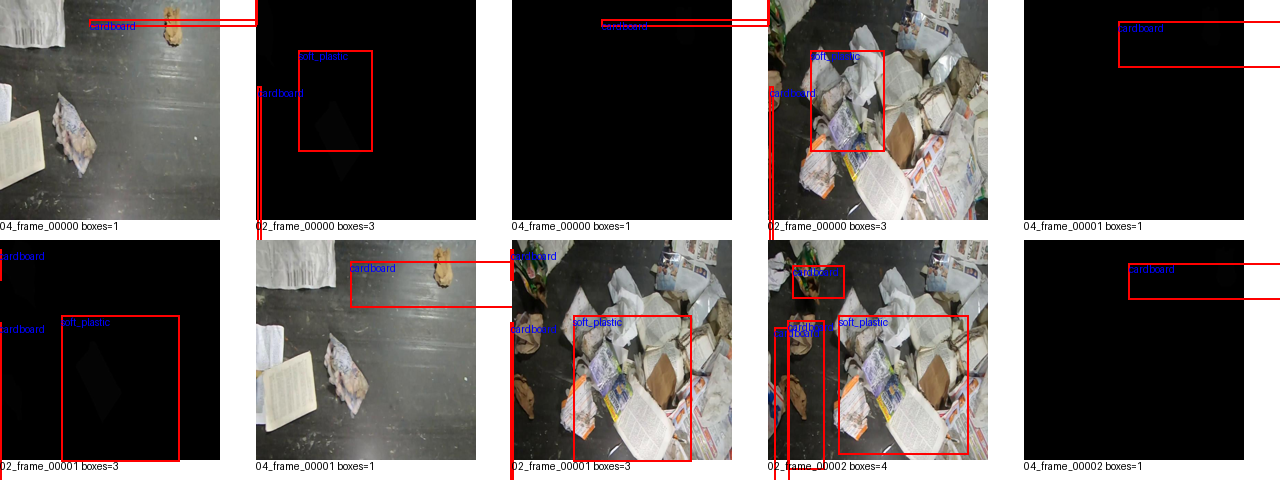 cardboard
04_frame_00000 boxes=1
soft_plastic
cardboard
02_frame_00000 boxes=3
cardboard
04_frame_00000 boxes=1
soft_plastic
cardboard
02_frame_00000 boxes=3
cardboard
04_frame_00001 boxes=1
cardboard
soft_plastic
cardboard
02_frame_00001 boxes=3
cardboard
04_frame_00001 boxes=1
cardboard
soft_plastic
cardboard
02_frame_00001 boxes=3
cardboard
soft_plastic
cardboard
cardboard
02_frame_00002 boxes=4
cardboard
04_frame_00002 boxes=1